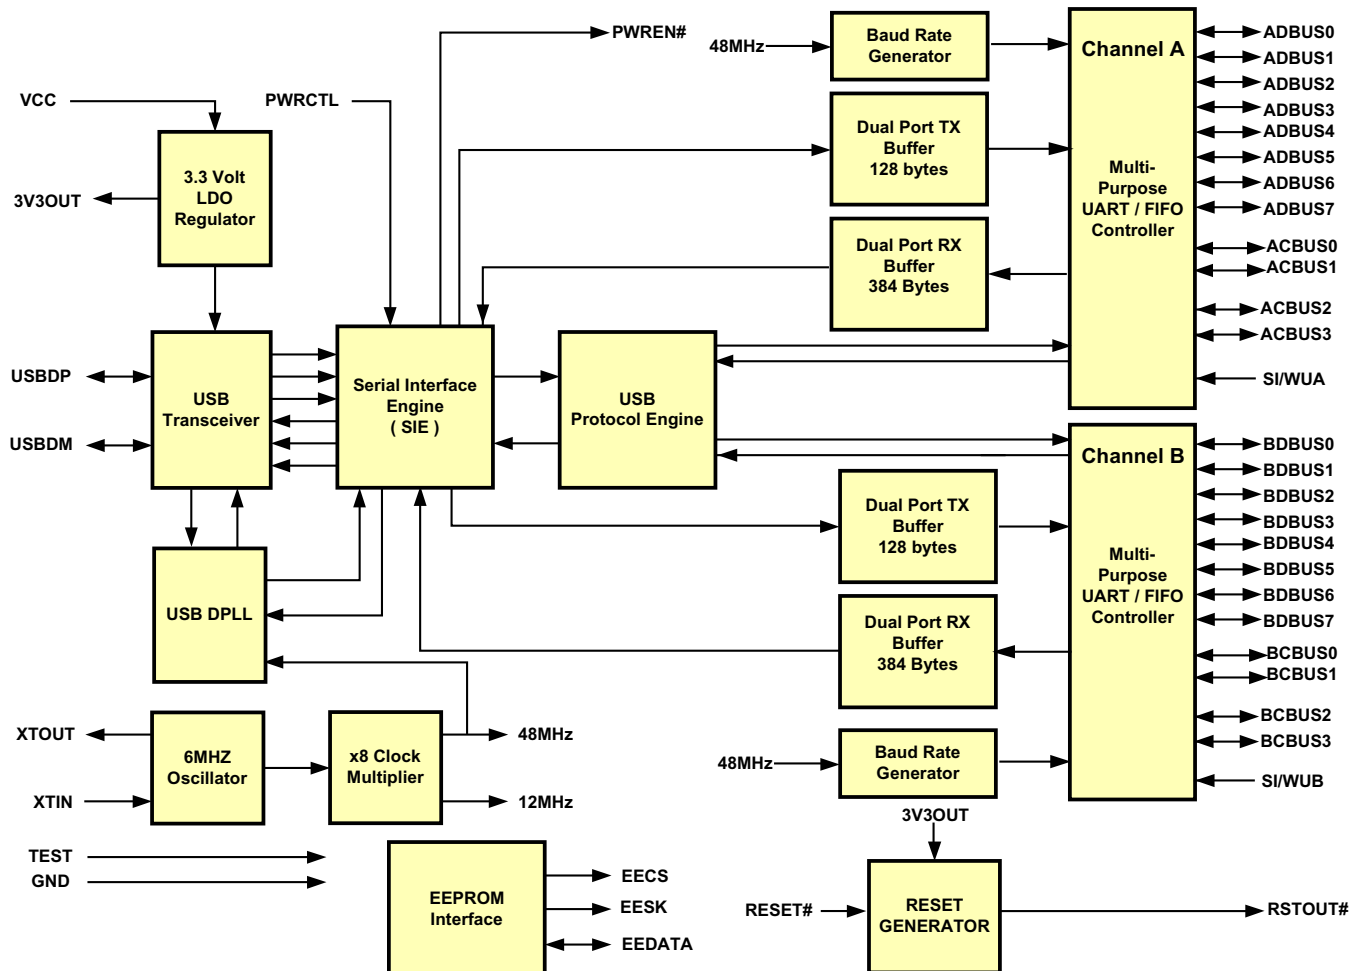 PWREN#
48MHz
Baud Rate
Generator
Channel A
Multi-
Purpose
UART / FIFO
Controller
ADBUS0
ADBUS1
ADBUS2
ADBUS3
ADBUS4
ADBUS5
ADBUS6
ADBUS7
ACBUS0
ACBUS1
ACBUS2
ACBUS3
SI/WUA
VCC
PWRCTL
3.3 Volt
LDO
Regulator
3V3OUT
Dual Port TX
Buffer
128 bytes
Dual Port RX
Buffer
384 Bytes
USBDP
USBDM
USB
Transceiver
Serial Interface
Engine
( SIE )
USB
Protocol Engine
Channel B
Multi-
Purpose
UART / FIFO
Controller
BDBUS0
BDBUS1
BDBUS2
BDBUS3
BDBUS4
BDBUS5
BDBUS6
BDBUS7
BCBUS0
BCBUS1
BCBUS2
BCBUS3
SI/WUB
Dual Port TX
Buffer
128 bytes
Dual Port RX
Buffer
384 Bytes
USB DPLL
XTOUT
XTIN
6MHZ
Oscillator
x8 Clock
Multiplier
48MHz
12MHz
48MHz
Baud Rate
Generator
TEST
GND
EEPROM
Interface
EECS
EESK
EEDATA
3V3OUT
RESET#
RESET
GENERATOR
RSTOUT#